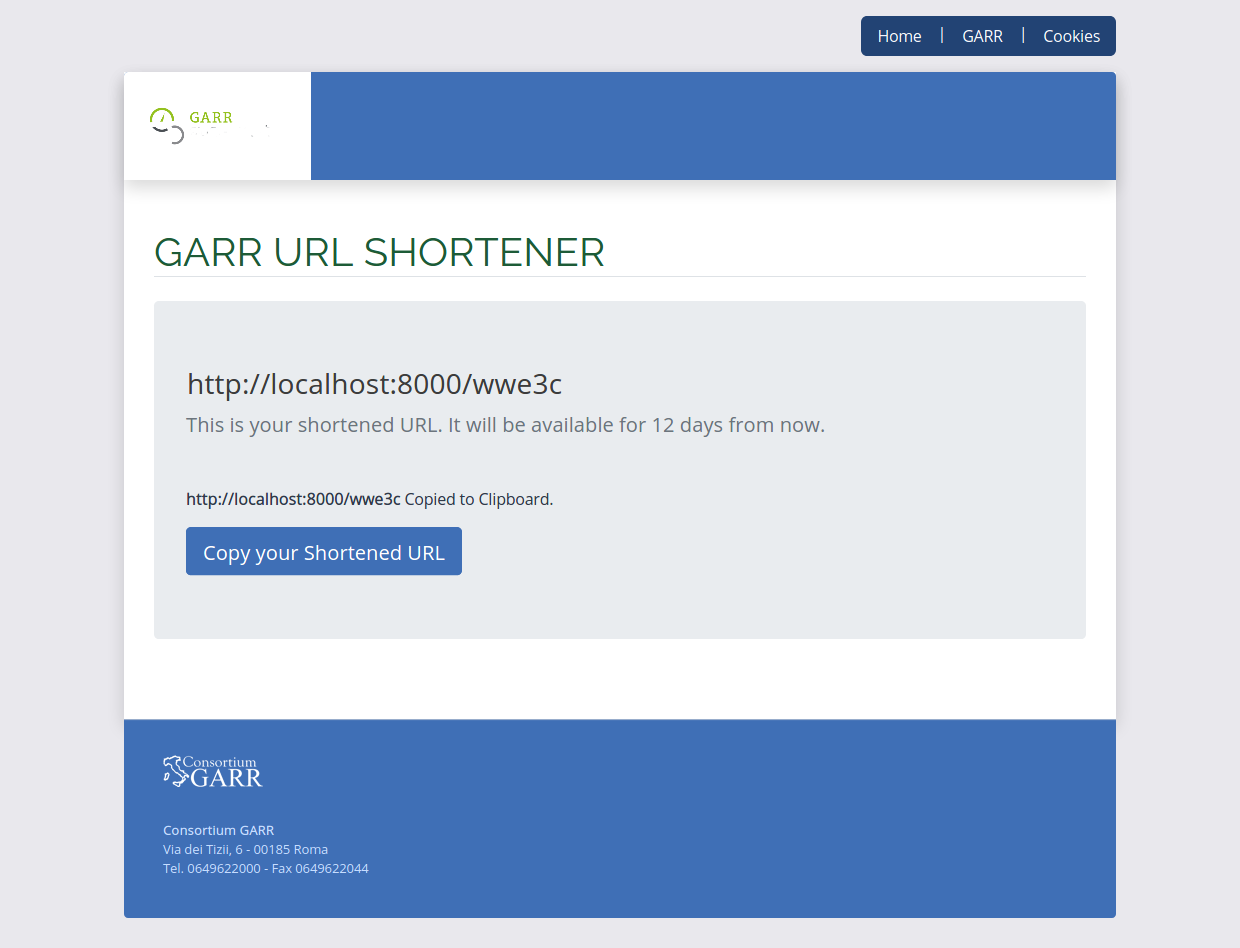 Home | GARR | Cookies
GARR
GARR URL SHORTENER
http://localhost:8000/wwe3c
This is your shortened URL. It will be available for 12 days from now.
http://localhost:8000/wwe3c Copied to Clipboard.
Copy your Shortened URL
Consortium
GARR
Consortium GARR
Via dei Tizii, 6 - 00185 Roma
Tel. 0649622000 - Fax 0649622044